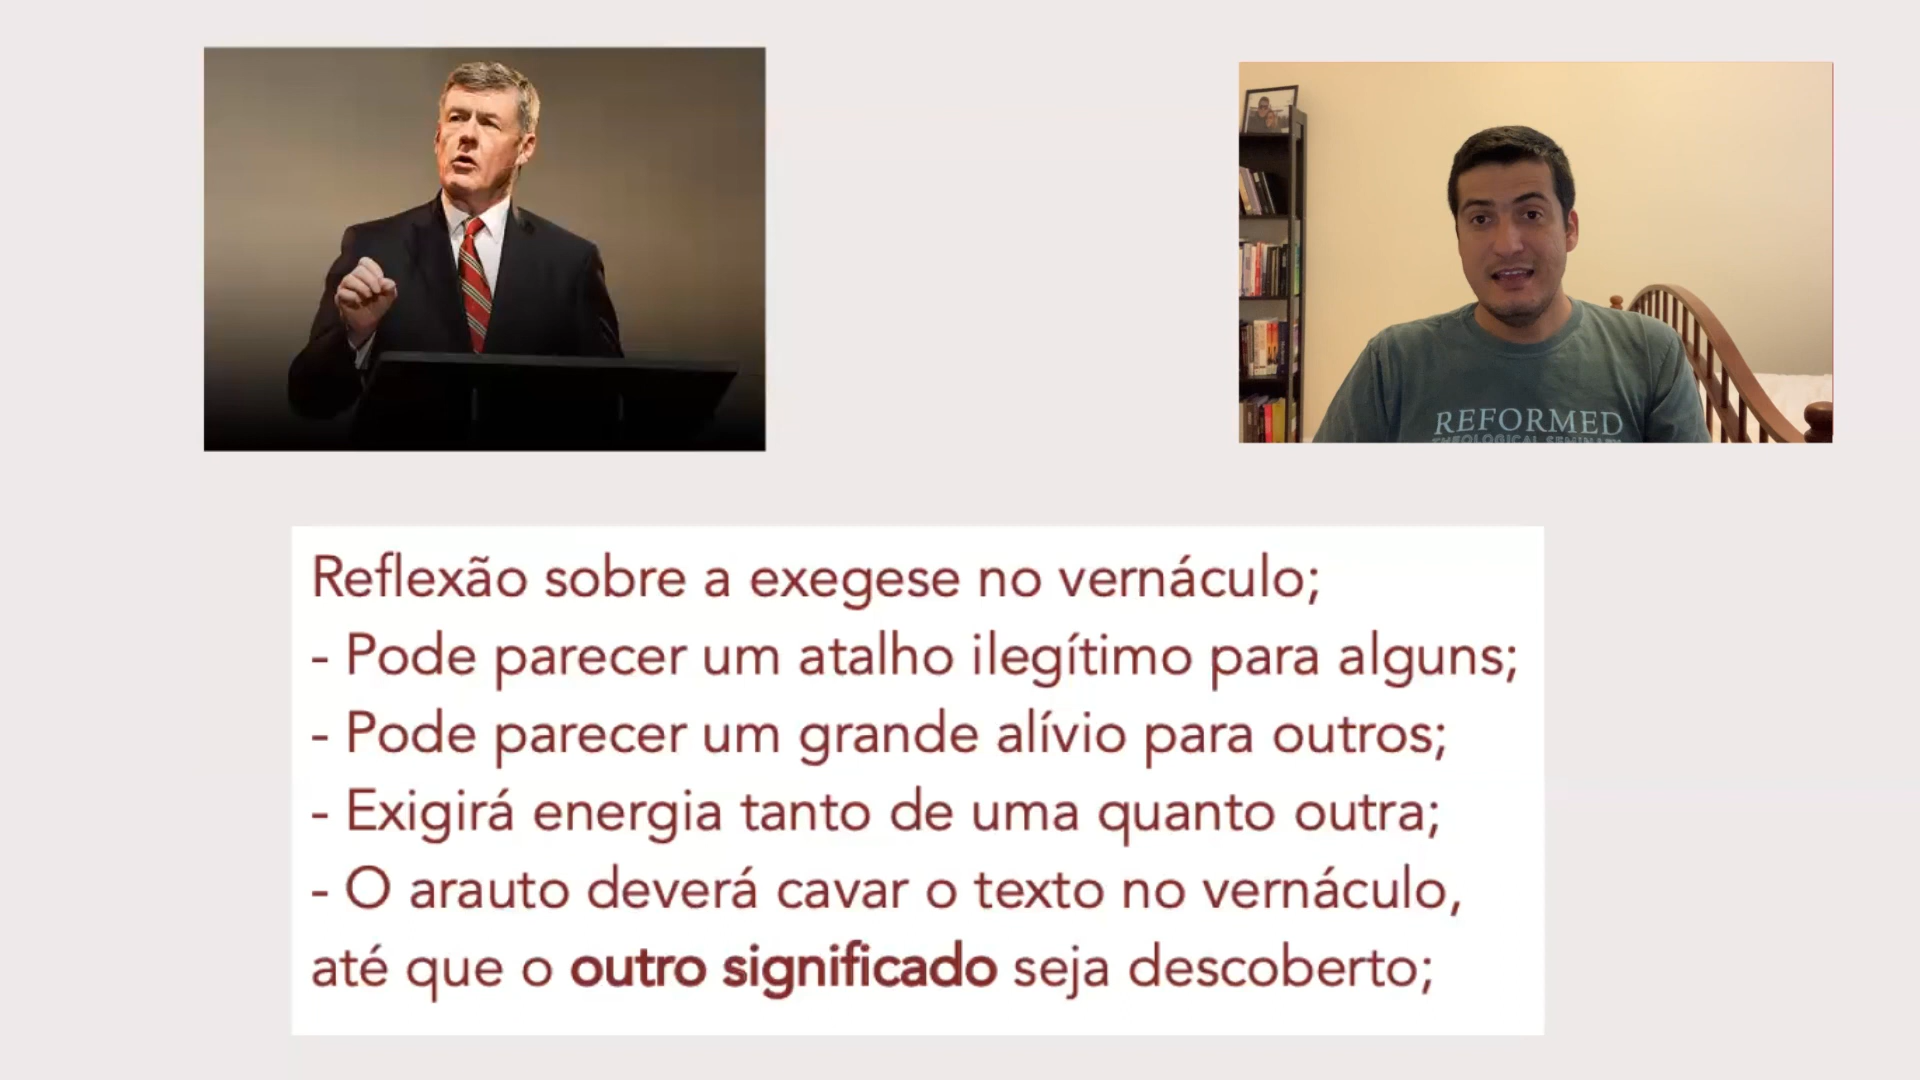 REFORMED
THEOLOGICAL SEMINARY
Reflexão sobre a exegese no vernáculo;
- Pode parecer um atalho ilegítimo para alguns;
- Pode parecer um grande alívio para outros;
- Exigirá energia tanto de uma quanto outra;
- O arauto deverá cavar o texto no vernáculo,
até que o outro significado seja descoberto;